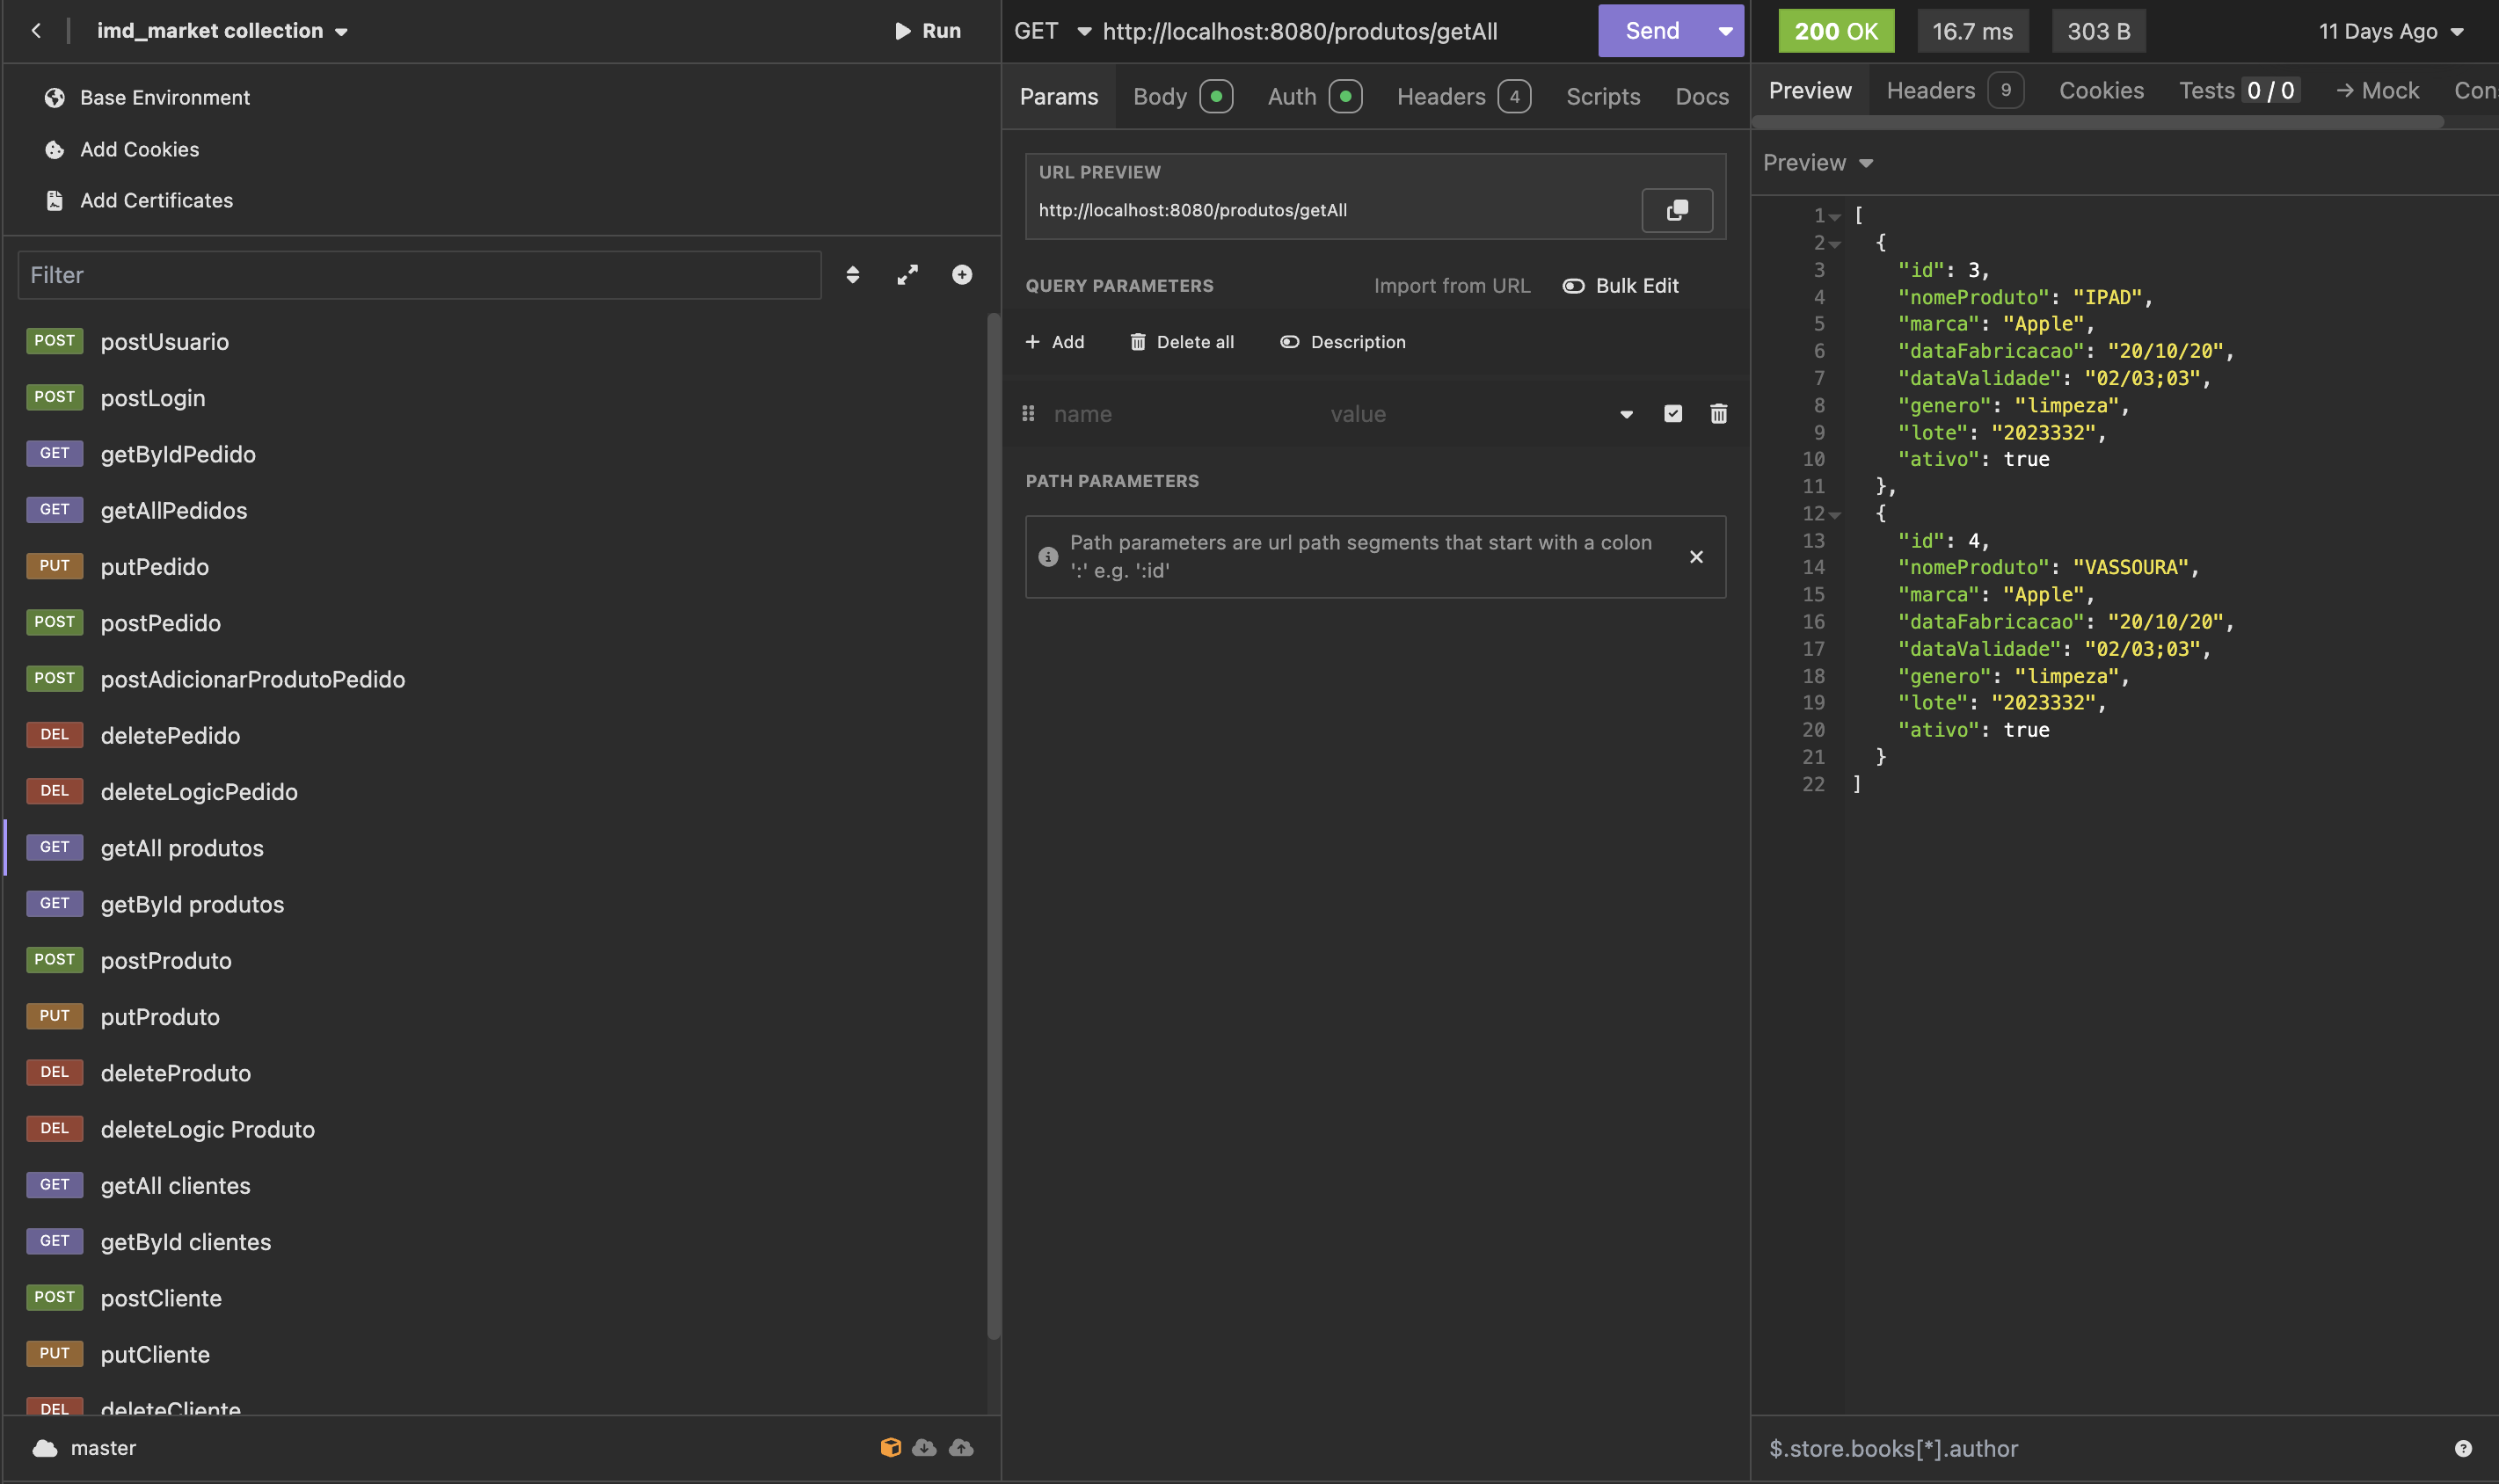 imd_market collection
Run
Base Environment
Add Cookies
Add Certificates
Filter
POST postUsuario
POST postLogin
GET getByIdPedido
GET getAllPedidos
PUT putPedido
POST postPedido
POST postAdicionarProdutoPedido
DEL deletePedido
DEL deleteLogicPedido
GET getAll produtos
GET getById produtos
POST postProduto
PUT putProduto
DEL deleteProduto
DEL deleteLogic Produto
GET getAll clientes
GET getById clientes
POST postCliente
PUT putCliente
DEL deleteCliente
master
GET http://localhost:8080/produtos/getAll Send
Params Body Auth Headers 4 Scripts Docs
URL PREVIEW
http://localhost:8080/produtos/getAll
QUERY PARAMETERS Import from URL Bulk Edit
+ Add Delete all Description
name value
PATH PARAMETERS
Path parameters are url path segments that start with a colon
':' e.g. ':id'
200 OK 16.7 ms 303 B 11 Days Ago
Preview Headers 9 Cookies Tests 0 / 0 → Mock Con
Preview
1 [
2 {
3 "id": 3,
4 "nomeProduto": "IPAD",
5 "marca": "Apple",
6 "dataFabricacao": "20/10/20",
7 "dataValidade": "02/03;03",
8 "genero": "limpeza",
9 "lote": "2023332",
10 "ativo": true
11 },
12 {
13 "id": 4,
14 "nomeProduto": "VASSOURA",
15 "marca": "Apple",
16 "dataFabricacao": "20/10/20",
17 "dataValidade": "02/03;03",
18 "genero": "limpeza",
19 "lote": "2023332",
20 "ativo": true
21 }
22 ]
$.store.books[*].author